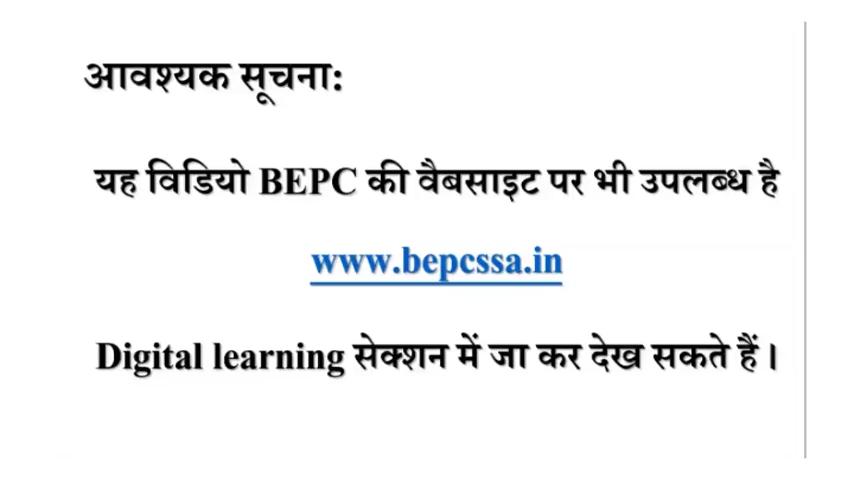 आवश्यक सूचना:
यह विडियो BEPC की वैबसाइट पर भी उपलब्ध है
www.bepcssa.in
Digital learning सेक्शन में जा कर देख सकते हैं।